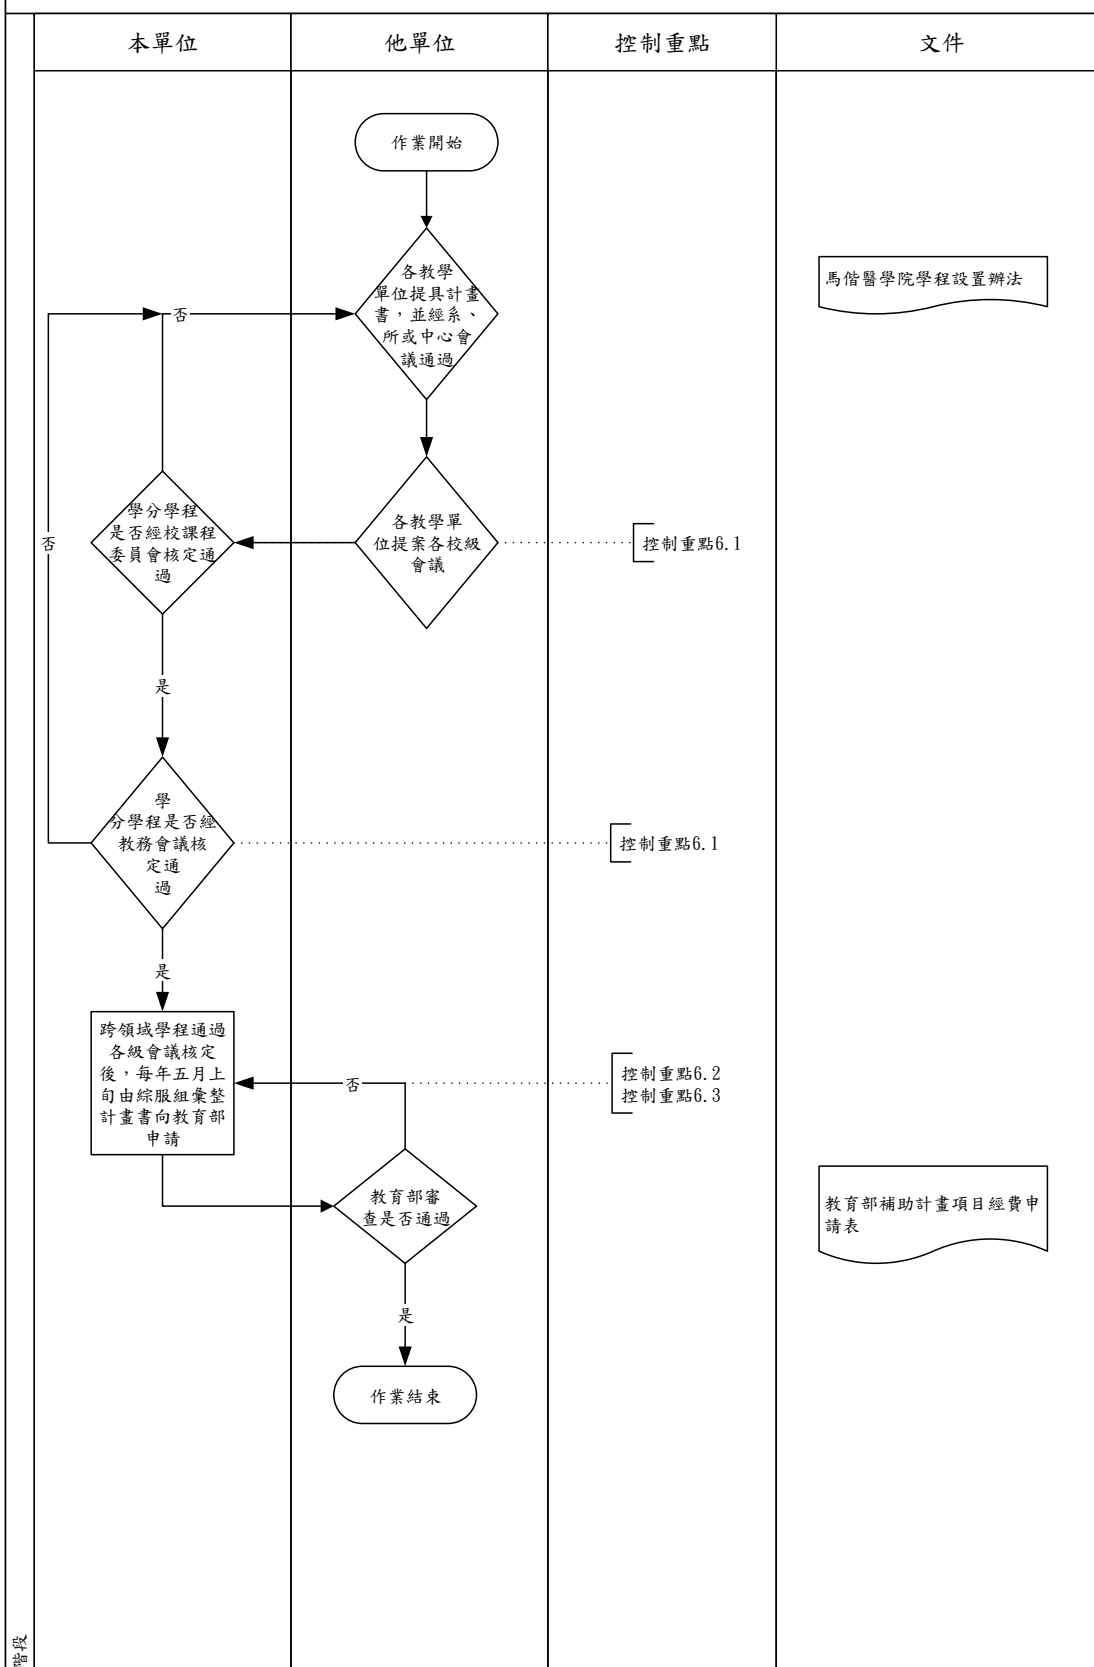 本單位
他單位
控制重點
文件
作業開始
各教學
單位提具計畫
書，並經系、
所或中心會
議通過
馬偕醫學院學程設置辦法
否
學分學程
是否經校課程
委員會核定通
過
各教學單
位提案各校級
會議
控制重點6.1
否
是
學
分學程是否經
教務會議核
定通
過
控制重點6.1
是
跨領域學程通過
各級會議核定
後，每年五月上
旬由綜服組彙整
計畫書向教育部
申請
否
控制重點6.2
控制重點6.3
教育部審
查是否通過
教育部補助計畫項目經費申
請表
是
作業結束
階段